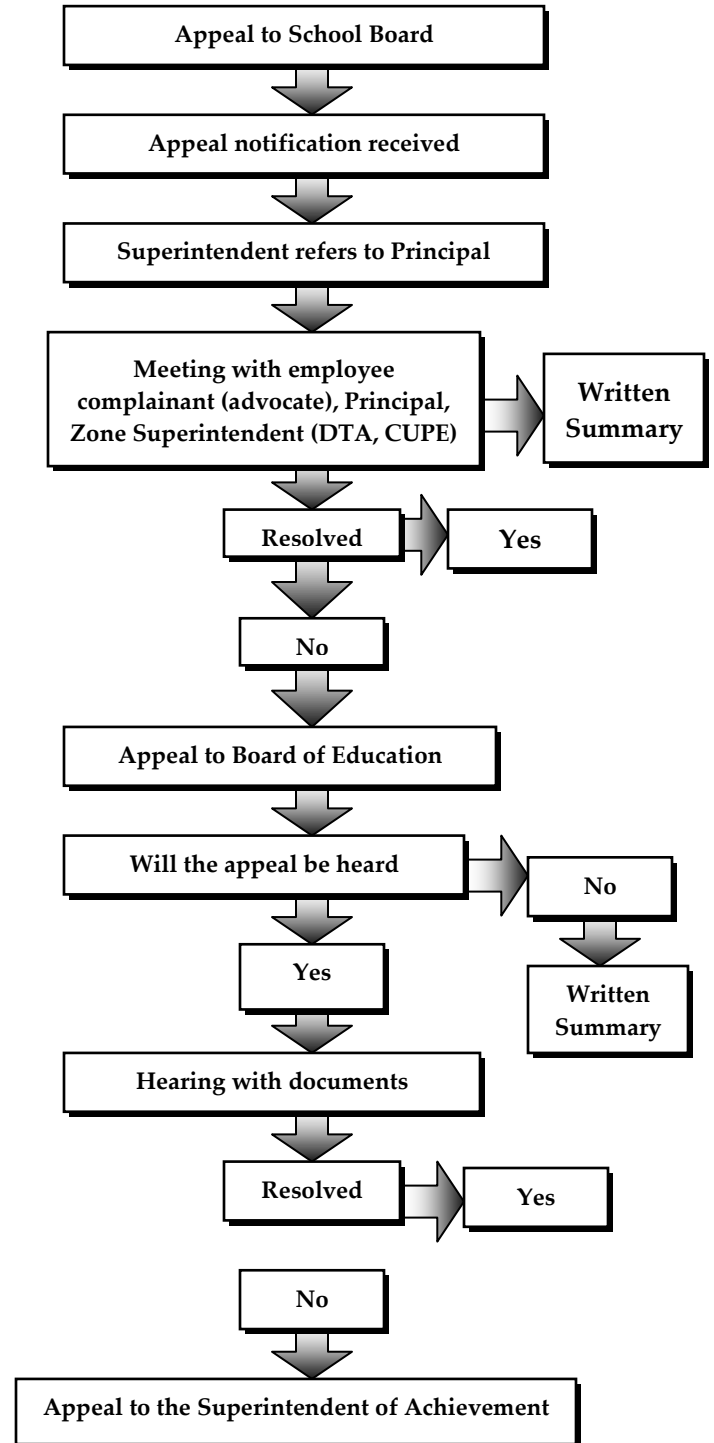 Appeal to School Board
Appeal notification received
Superintendent refers to Principal
Meeting with employee
complainant (advocate), Principal,
Zone Superintendent (DTA, CUPE)
Written
Summary
Resolved
Yes
No
Appeal to Board of Education
Will the appeal be heard
No
Yes
Written
Summary
Hearing with documents
Resolved
Yes
No
Appeal to the Superintendent of Achievement